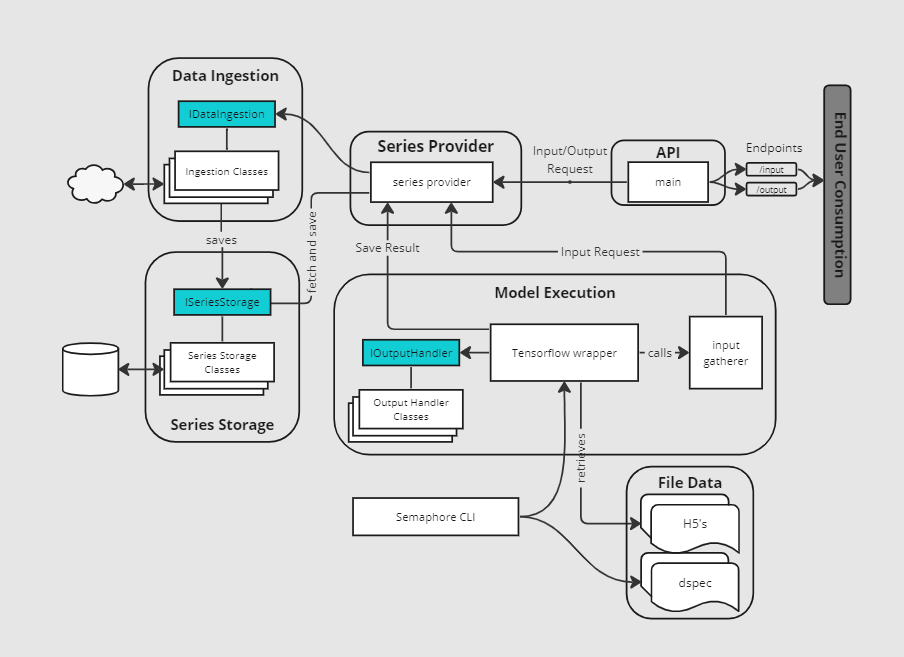 Data Ingestion
IDataIngestion
Ingestion Classes
saves
ISeriesStorage
Series Storage
Classes
Series Storage
fetch and save
Series Provider
series provider
Input/Output
Request
API
main
Endpoints
/input
/output
End User Consumption
Save Result
Input Request
Model Execution
IOutputHandler
Output Handler
Classes
Tensorflow wrapper
calls
input
gatherer
retrieves
Semaphore CLI
File Data
H5's
dspec